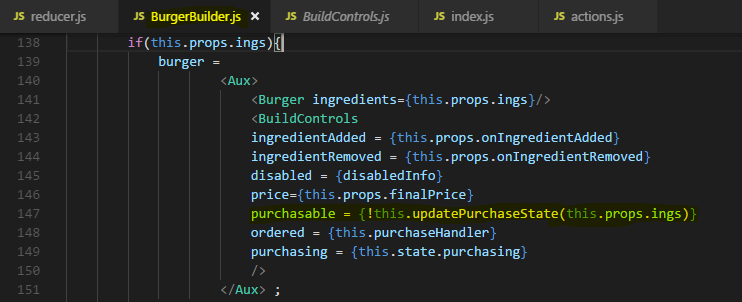 JS reducer.js JS BurgerBuilder.js × JS BuildControls.js JS index.js JS actions.js
138 if(this.props.ings){
139 burger =
140 <Aux>
141 <Burger ingredients={this.props.ings}/>
142 <BuildControls
143 ingredientAdded = {this.props.onIngredientAdded}
144 ingredientRemoved = {this.props.onIngredientRemoved}
145 disabled = {disabledInfo}
146 price={this.props.finalPrice}
147 purchasable = {!this.updatePurchaseState(this.props.ings)}
148 ordered = {this.purchaseHandler}
149 purchasing = {this.state.purchasing}
150 />
151 </Aux> ;